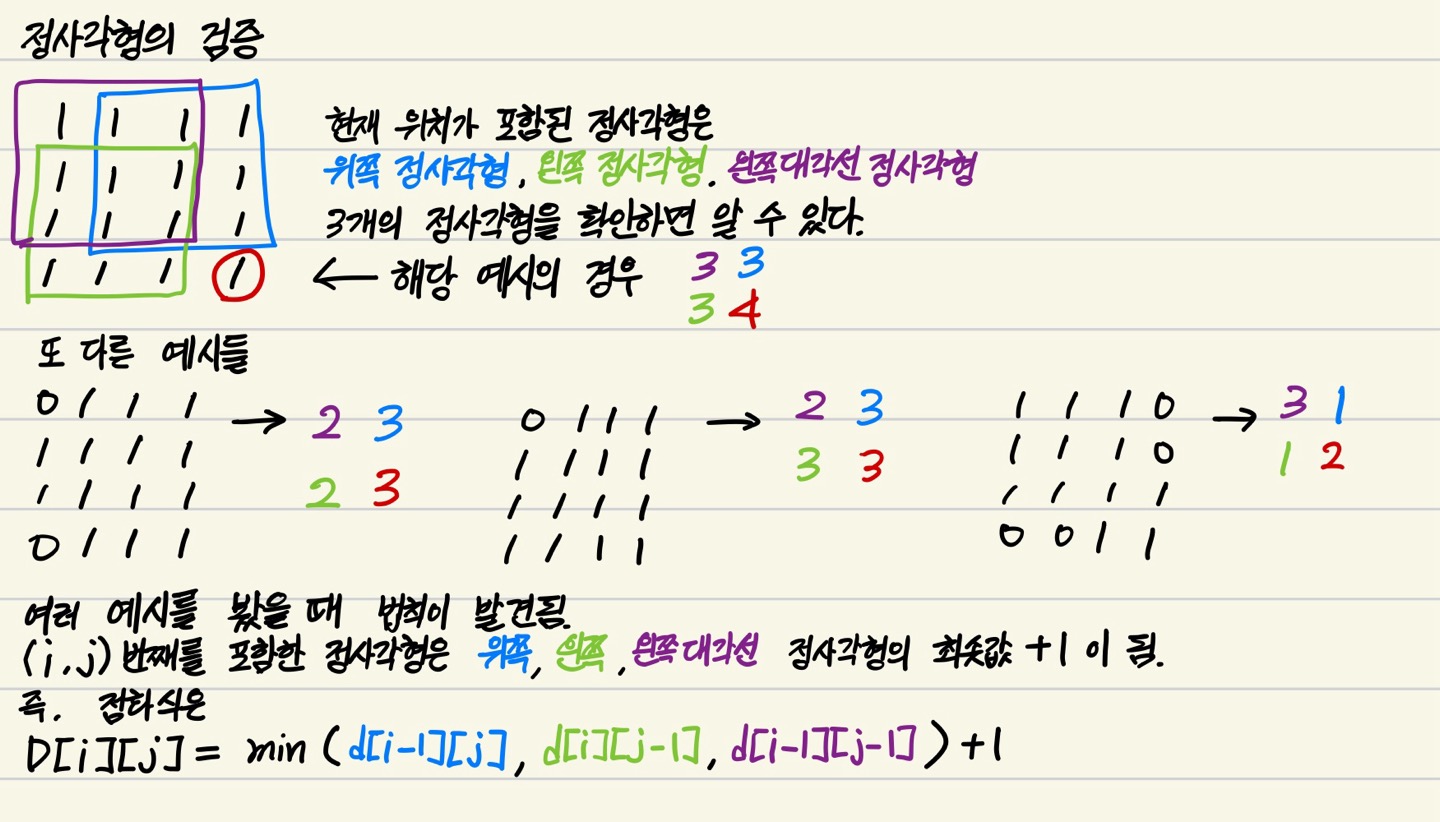 정사각형의 검증
1 1 1 1
1 1 1 1
1 1 1 1
1 1 1 1
현재 위치가 포함된 정사각형은
위쪽 정사각형, 왼쪽 정사각형. 왼쪽대각선 정사각형
3개의 정사각형을 확인하면 알 수 있다.
← 해당 예시의 경우
3 3
3 4
또 다른 예시들
0 1 1 1
1 1 1 1
1 1 1 1
0 1 1 1
→ 2 3
2 3
0 1 1 1
1 1 1 1
1 1 1 1
1 1 1 1
→ 2 3
3 3
1 1 1 0
1 1 1 0
1 1 1 1
0 0 1 1
→ 3 1
1 2
여러 예시를 봤을 때 법칙이 발견됨.
(i,j)번째를 포함한 정사각형은 위쪽, 왼쪽, 왼쪽대각선 정사각형의 최솟값 +1 이 됨.
즉. 점화식은
D[i][j] = min (d[i-1][j], d[i][j-1], d[i-1][j-1]) +1